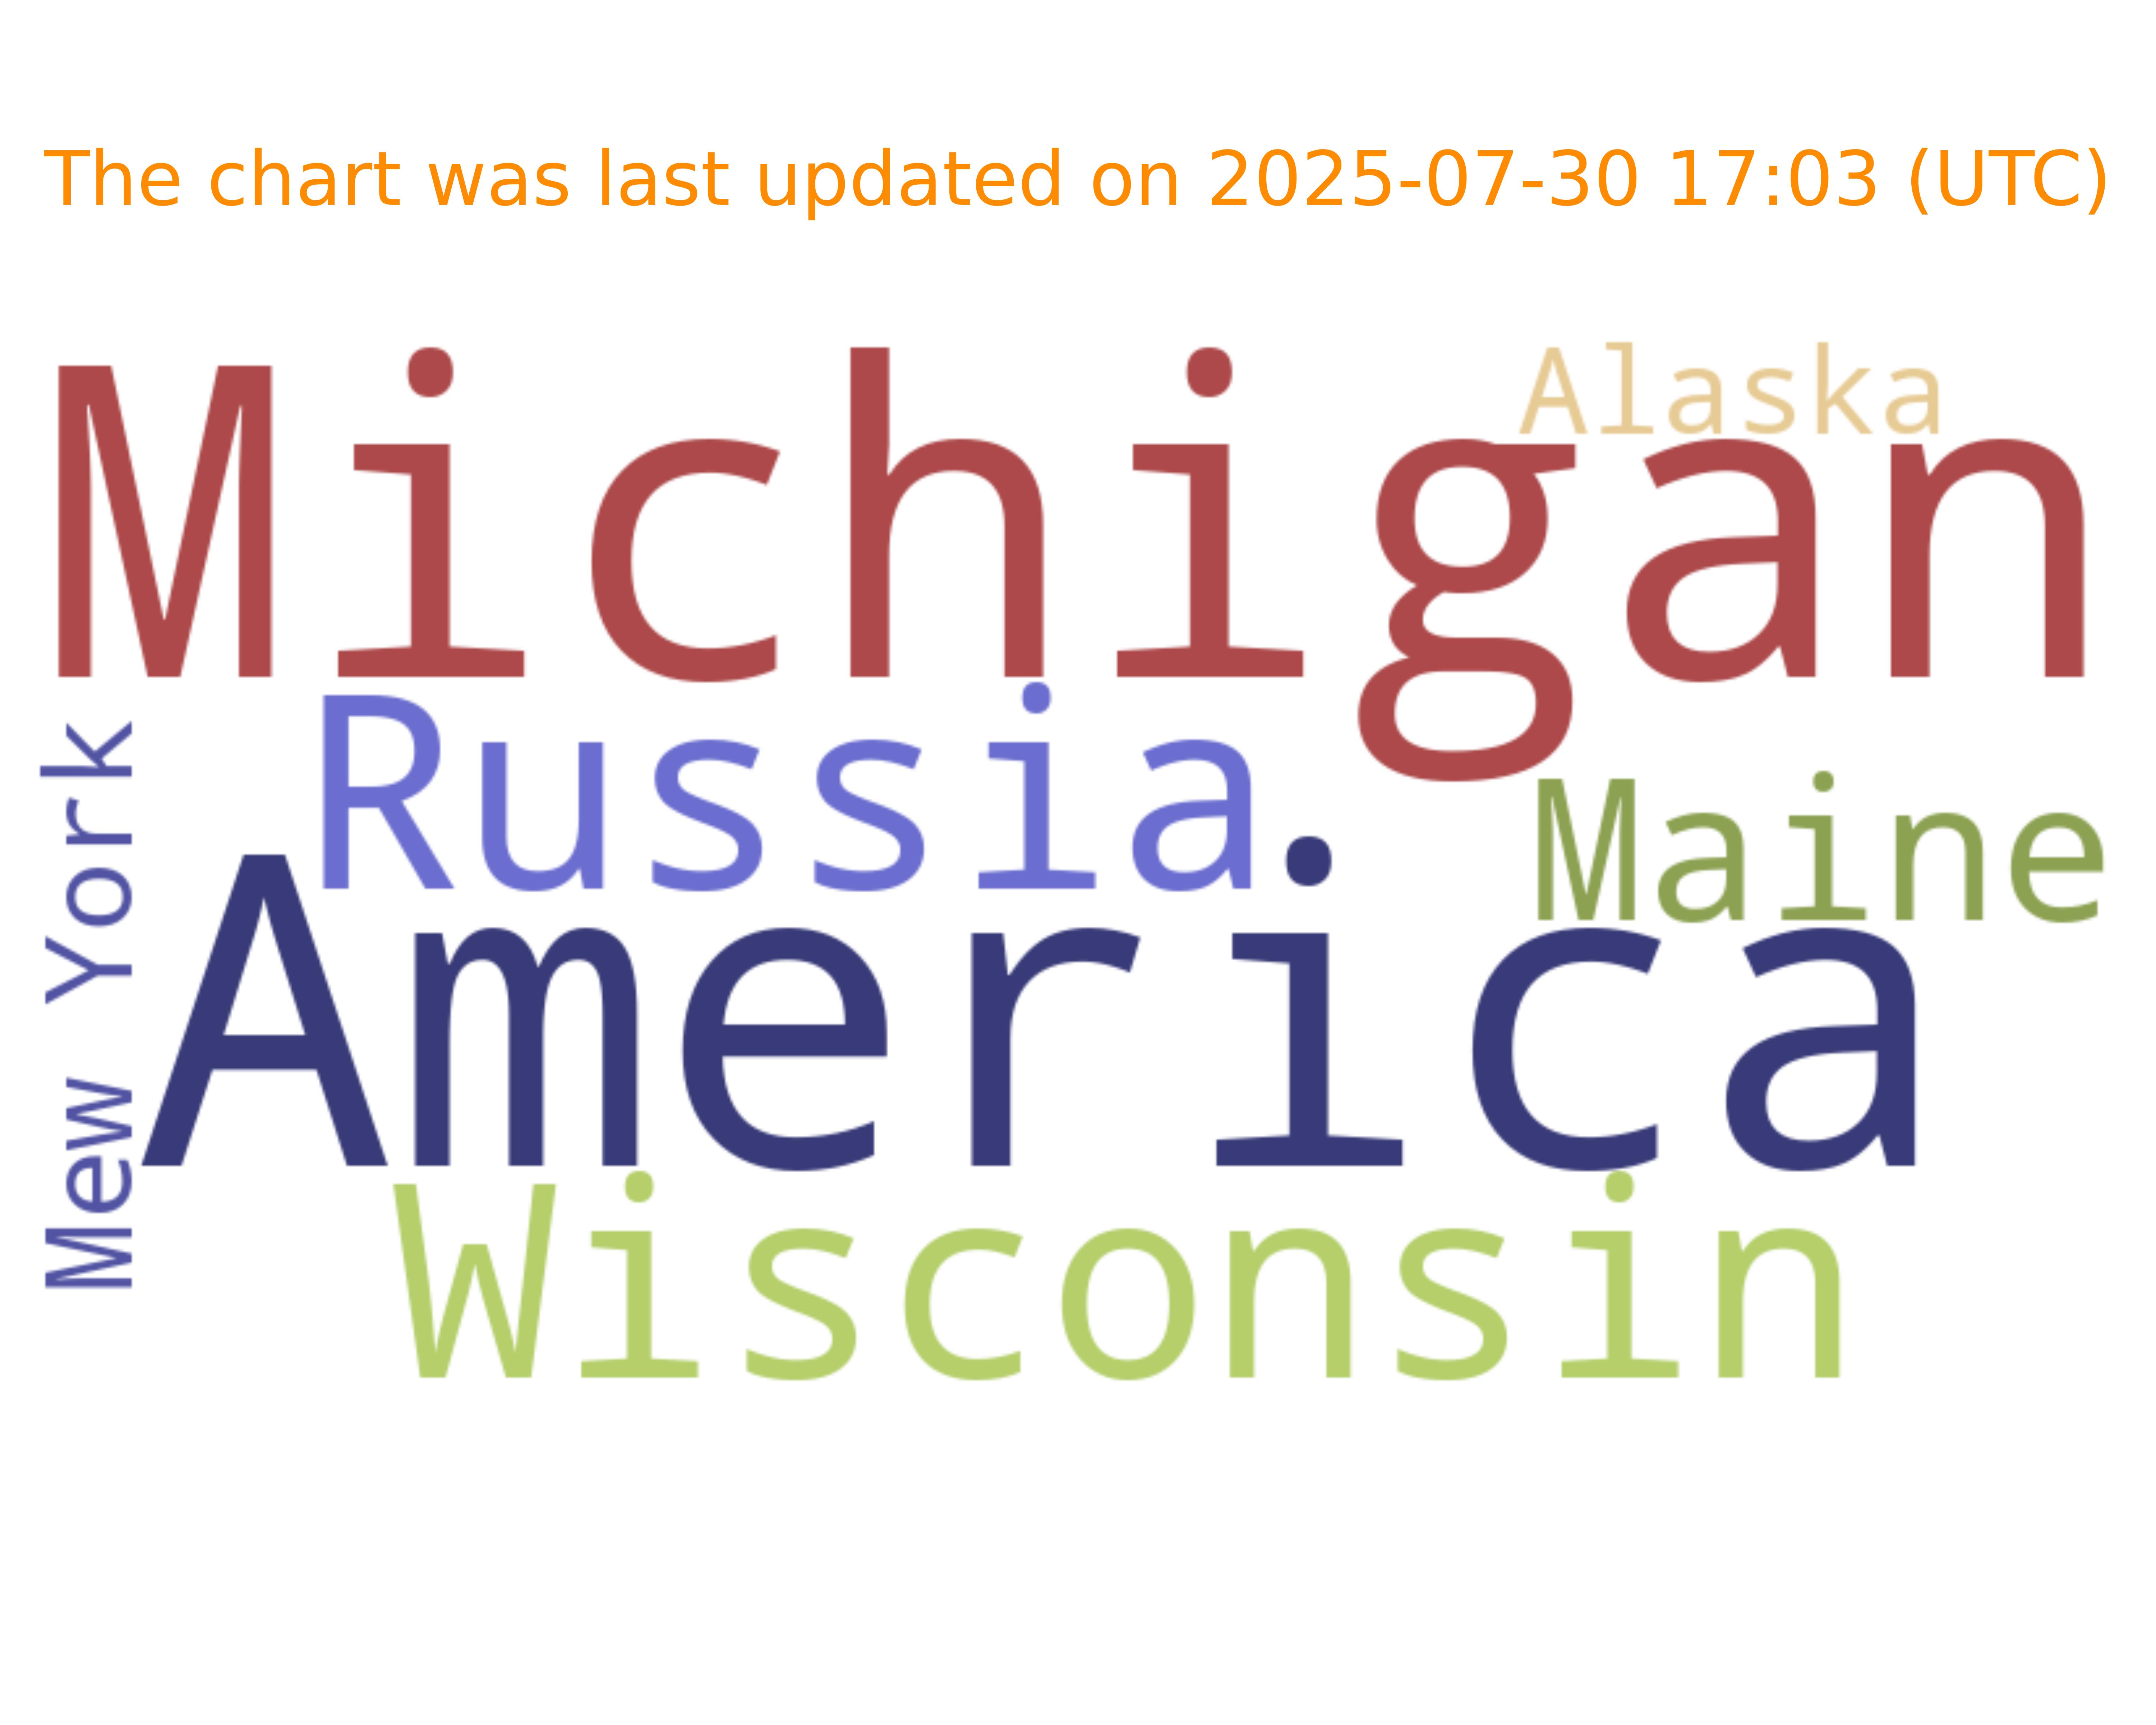 The chart was last updated on 2025-07-30 17:03 (UTC)
Alaska
Michigan
Russia
Maine
Mew York
America
Wisconsin